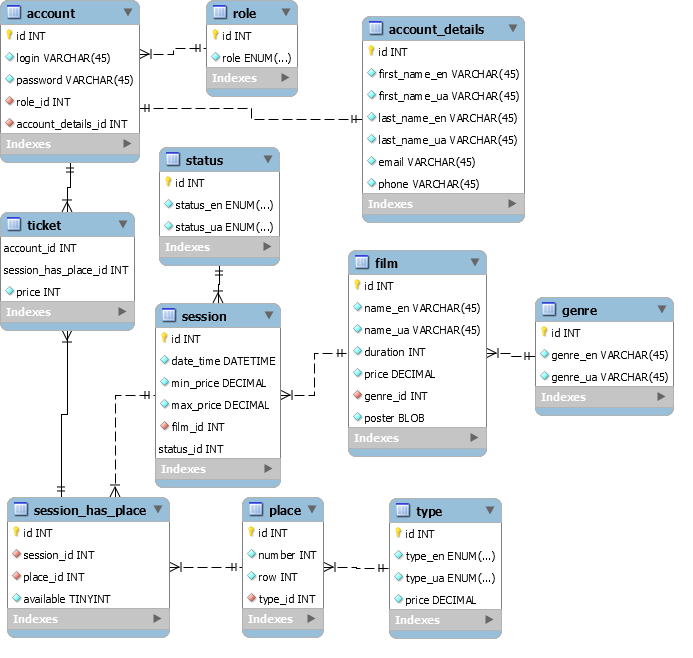 account
id INT
login VARCHAR(45)
password VARCHAR(45)
role_id INT
account_details_id INT
Indexes
role
id INT
role ENUM(...)
Indexes
account_details
id INT
first_name_en VARCHAR(45)
first_name_ua VARCHAR(45)
last_name_en VARCHAR(45)
last_name_ua VARCHAR(45)
email VARCHAR(45)
phone VARCHAR(45)
Indexes
status
id INT
status_en ENUM(...)
status_ua ENUM(...)
Indexes
ticket
account_id INT
session_has_place_id INT
price INT
Indexes
session
id INT
date_time DATETIME
min_price DECIMAL
max_price DECIMAL
film_id INT
status_id INT
Indexes
film
id INT
name_en VARCHAR(45)
name_ua VARCHAR(45)
duration INT
price DECIMAL
genre_id INT
poster BLOB
Indexes
genre
id INT
genre_en VARCHAR(45)
genre_ua VARCHAR(45)
Indexes
session_has_place
id INT
session_id INT
place_id INT
available TINYINT
Indexes
place
id INT
number INT
row INT
type_id INT
Indexes
type
id INT
type_en ENUM(...)
type_ua ENUM(...)
price DECIMAL
Indexes